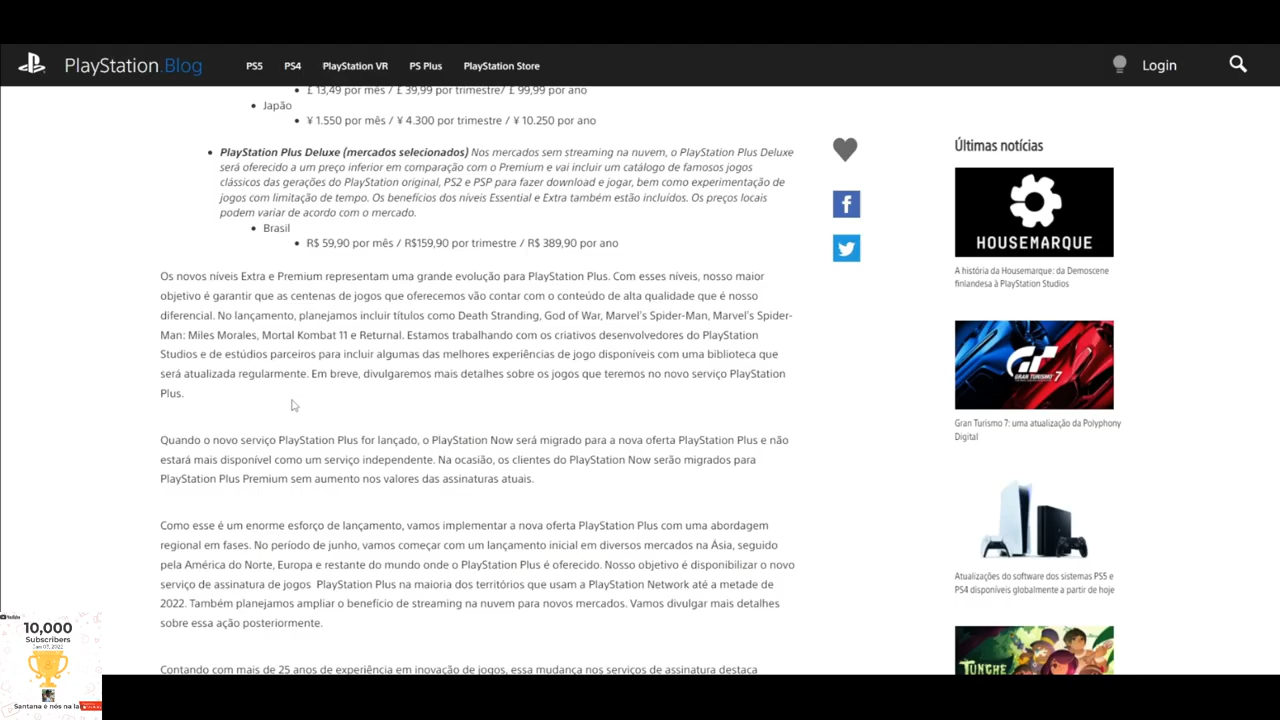 PlayStation.Blog
PS5
PS4
PlayStation VR
PS Plus
PlayStation Store
Login
£ 13,49 por mês / £ 39,99 por trimestre/ £ 99,99 por ano
Japão
¥ 1.550 por mês / ¥ 4.300 por trimestre / ¥ 10.250 por ano
PlayStation Plus Deluxe (mercados selecionados) Nos mercados sem streaming na nuvem, o PlayStation Plus Deluxe
será oferecido a um preço inferior em comparação com o Premium e vai incluir um catálogo de famosos jogos
clássicos das gerações do PlayStation original, PS2 e PSP para fazer download e jogar, bem como experimentação de
jogos com limitação de tempo. Os benefícios dos níveis Essential e Extra também estão incluídos. Os preços locais
podem variar de acordo com o mercado.
Brasil
R$ 59,90 por mês / R$159,90 por trimestre / R$ 389,90 por ano
Os novos níveis Extra e Premium representam uma grande evolução para PlayStation Plus. Com esses níveis, nosso maior
objetivo é garantir que as centenas de jogos que oferecemos vão contar com o conteúdo de alta qualidade que é nosso
diferencial. No lançamento, planejamos incluir títulos como Death Stranding, God of War, Marvel's Spider-Man, Marvel's Spider-
Man: Miles Morales, Mortal Kombat 11 e Returnal. Estamos trabalhando com os criativos desenvolvedores do PlayStation
Studios e de estúdios parceiros para incluir algumas das melhores experiências de jogo disponíveis com uma biblioteca que
será atualizada regularmente. Em breve, divulgaremos mais detalhes sobre os jogos que teremos no novo serviço PlayStation
Plus.
Quando o novo serviço PlayStation Plus for lançado, o PlayStation Now será migrado para a nova oferta PlayStation Plus e não
estará mais disponível como um serviço independente. Na ocasião, os clientes do PlayStation Now serão migrados para
PlayStation Plus Premium sem aumento nos valores das assinaturas atuais.
Como esse é um enorme esforço de lançamento, vamos implementar a nova oferta PlayStation Plus com uma abordagem
regional em fases. No período de junho, vamos começar com um lançamento inicial em diversos mercados na Ásia, seguido
pela América do Norte, Europa e restante do mundo onde o PlayStation Plus é oferecido. Nosso objetivo é disponibilizar o novo
serviço de assinatura de jogos PlayStation Plus na maioria dos territórios que usam a PlayStation Network até a metade de
2022. Também planejamos ampliar o benefício de streaming na nuvem para novos mercados. Vamos divulgar mais detalhes
sobre essa ação posteriormente.
Contando com mais de 25 anos de experiência em inovação de jogos, essa mudança nos serviços de assinatura destaca
Últimas notícias
HOUSEMARQUE
A história da Housemarque: da Demoscene
finlandesa à PlayStation Studios
GRAN TURISMO 7
Gran Turismo 7: uma atualização da Polyphony
Digital
Atualizações do software dos sistemas PS5 e
PS4 disponíveis globalmente a partir de hoje
TUNCHE
YouTube
10,000
Subscribers
Jan 03, 2022
Santana é nós na la